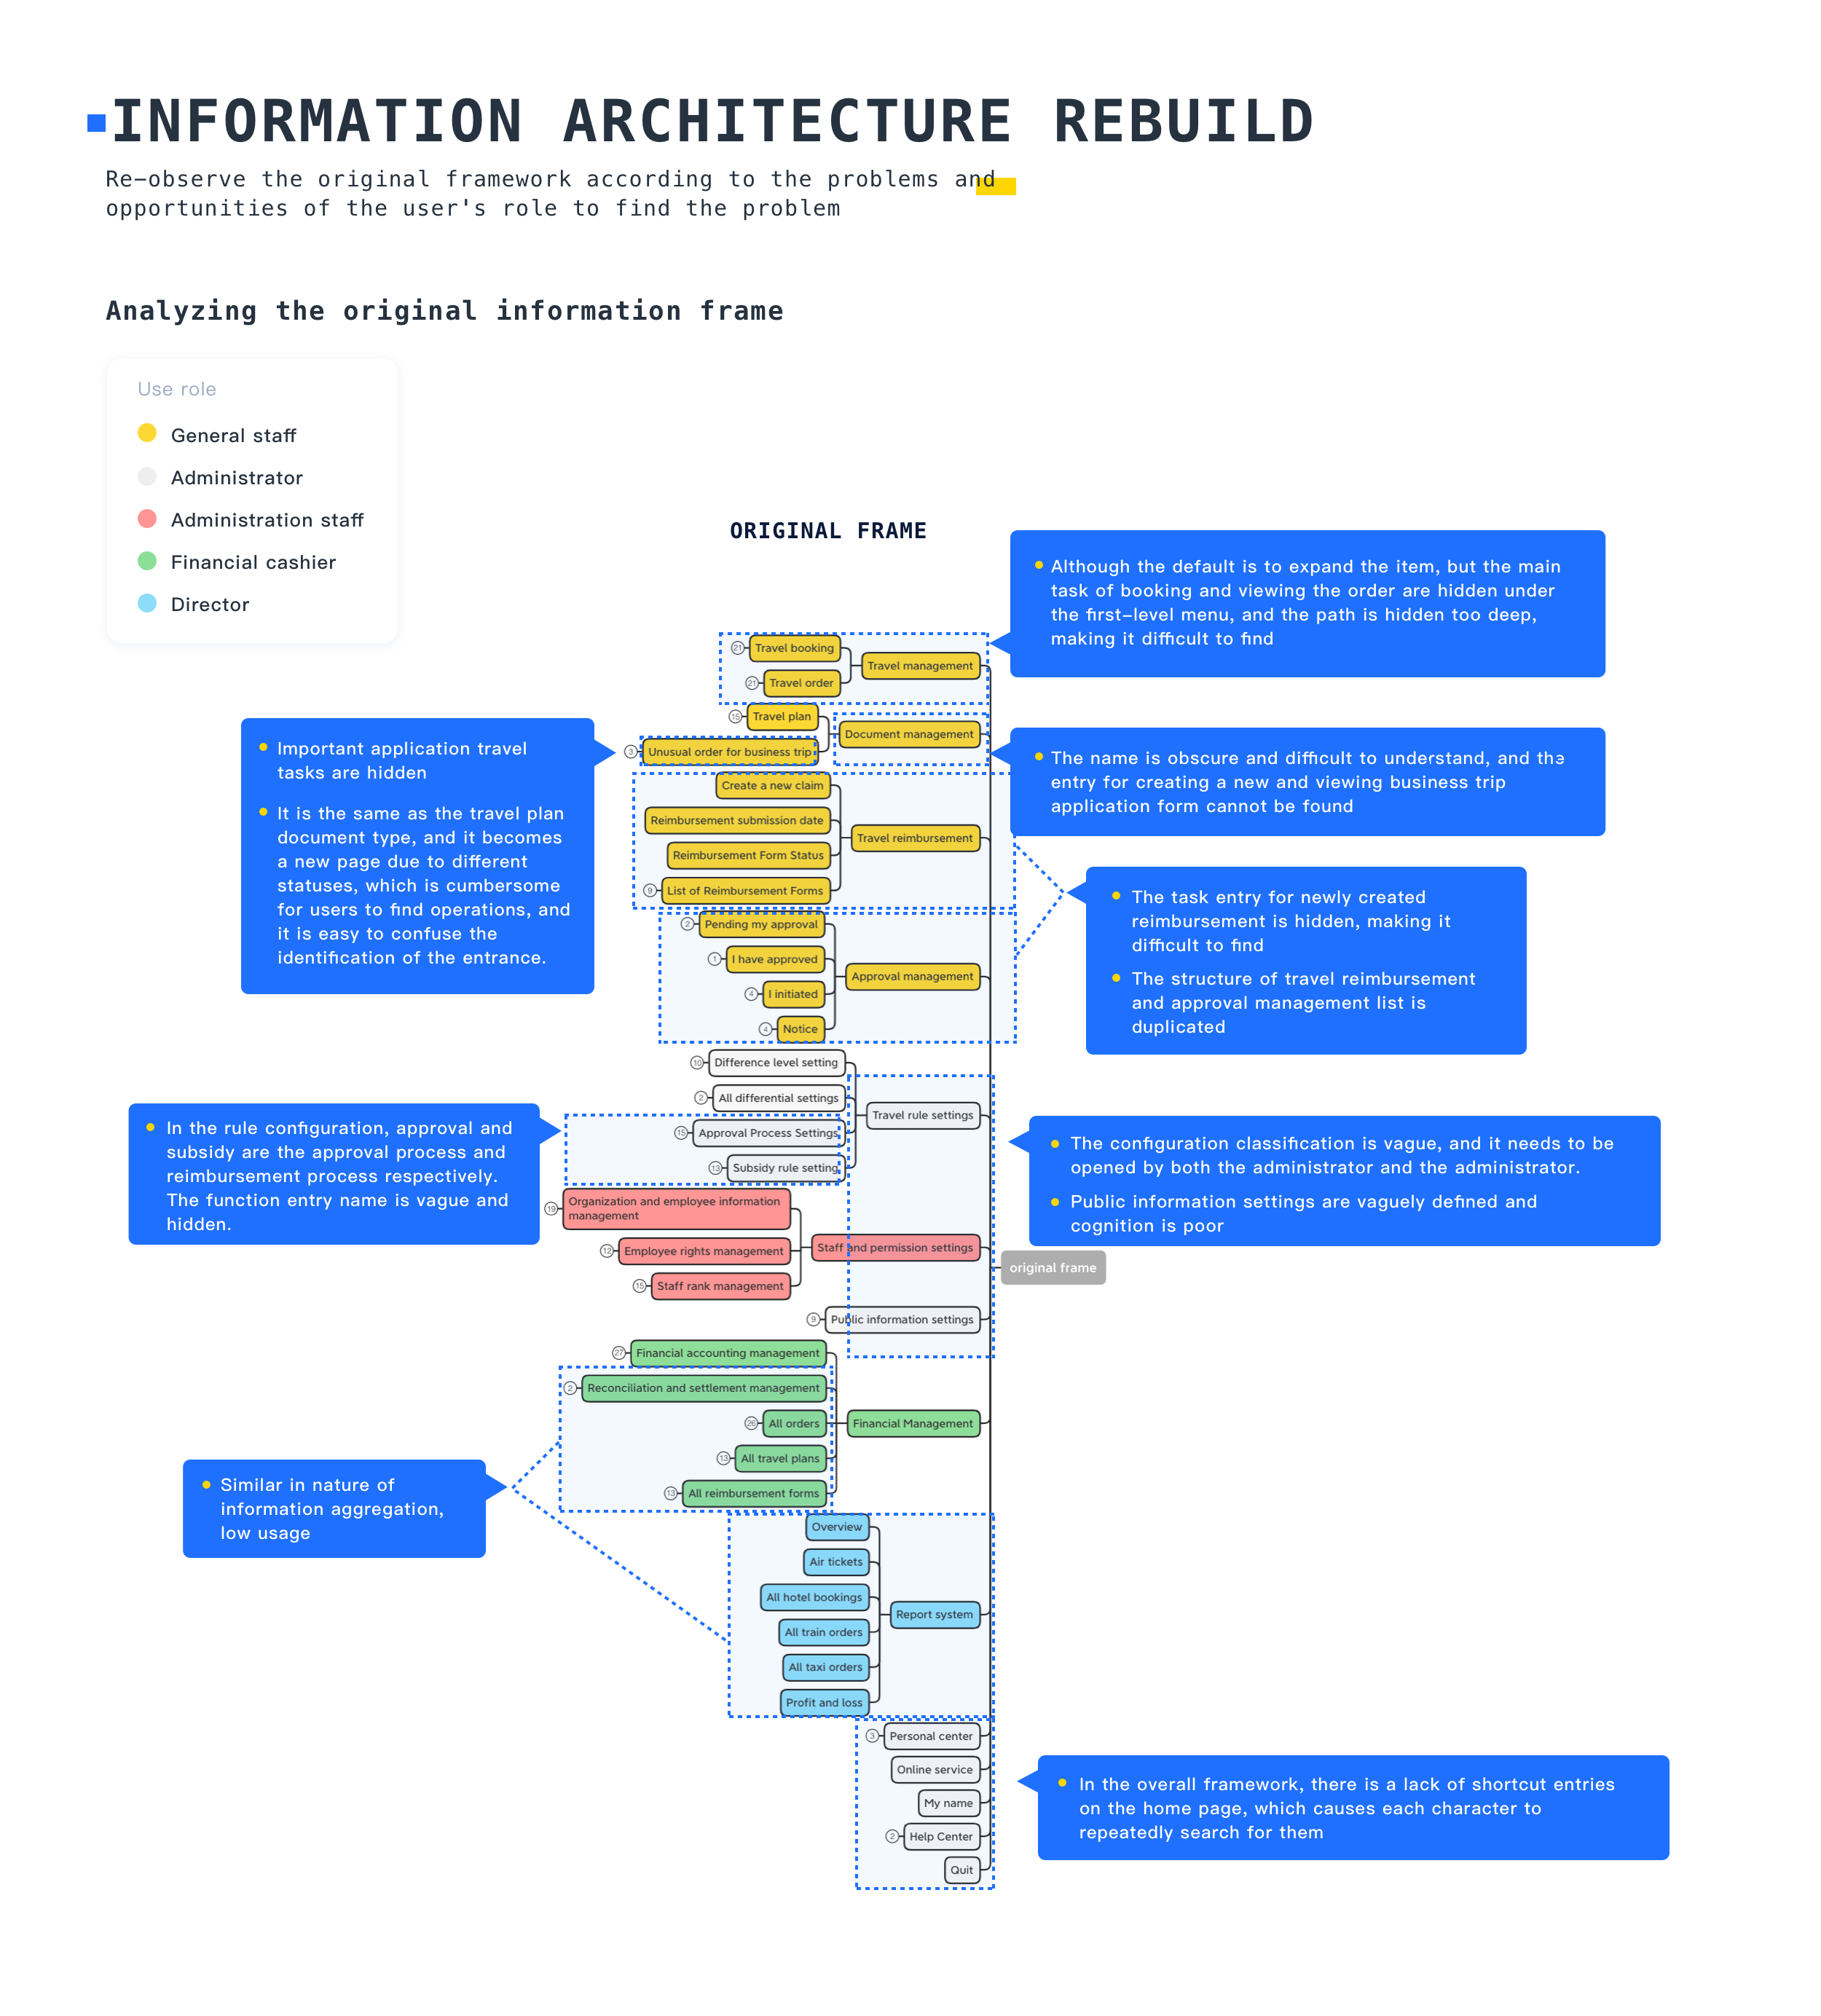 INFORMATION ARCHITECTURE REBUILD
Re-observe the original framework according to the problems and
opportunities of the user's role to find the problem
Analyzing the original information frame
Use role
General staff
Administrator
Administration staff
Financial cashier
Director
ORIGINAL FRAME
Although the default is to expand the item, but the main
task of booking and viewing the order are hidden under
the first-level menu, and the path is hidden too deep,
making it difficult to find
21 Travel booking
21 Travel order
Travel management
15 Travel plan
3 Unusual order for business trip
Document management
Important application travel
tasks are hidden
It is the same as the travel plan
document type, and it becomes
a new page due to different
statuses, which is cumbersome
for users to find operations, and
it is easy to confuse the
identification of the entrance.
The name is obscure and difficult to understand, and the
entry for creating a new and viewing business trip
application form cannot be found
Create a new claim
Reimbursement submission date
Reimbursement Form Status
9 List of Reimbursement Forms
Travel reimbursement
2 Pending my approval
1 I have approved
4 I initiated
4 Notice
Approval management
The task entry for newly created
reimbursement is hidden, making it
difficult to find
The structure of travel reimbursement
and approval management list is
duplicated
10 Difference level setting
2 All differential settings
15 Approval Process Settings
13 Subsidy rule setting
Travel rule settings
In the rule configuration, approval and
subsidy are the approval process and
reimbursement process respectively.
The function entry name is vague and
hidden.
The configuration classification is vague, and it needs to be
opened by both the administrator and the administrator.
Public information settings are vaguely defined and
cognition is poor
19 Organization and employee information
management
12 Employee rights management
15 Staff rank management
Staff and permission settings
original frame
9 Public information settings
27 Financial accounting management
2 Reconciliation and settlement management
26 All orders
13 All travel plans
13 All reimbursement forms
Financial Management
Similar in nature of
information aggregation,
low usage
Overview
Air tickets
All hotel bookings
All train orders
All taxi orders
Profit and loss
Report system
3 Personal center
Online service
My name
2 Help Center
Quit
In the overall framework, there is a lack of shortcut entries
on the home page, which causes each character to
repeatedly search for them